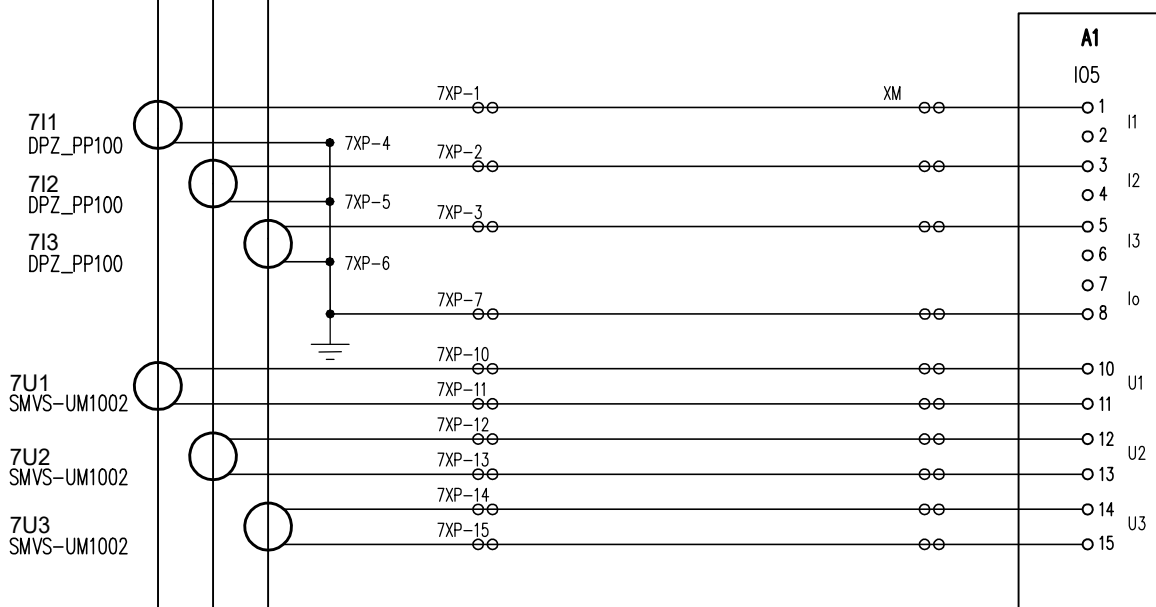 A1
IO5
7XP-1
XM
1
7I1
DPZ_PP100
I1
2
7XP-4
7XP-2
3
7I2
DPZ_PP100
I2
4
7XP-5
7XP-3
5
7I3
DPZ_PP100
I3
6
7XP-6
7
7XP-7
Io
8
7XP-10
10
7U1
SMVS-UM1002
U1
7XP-11
11
7XP-12
12
7U2
SMVS-UM1002
U2
7XP-13
13
7XP-14
14
7U3
SMVS-UM1002
U3
7XP-15
15